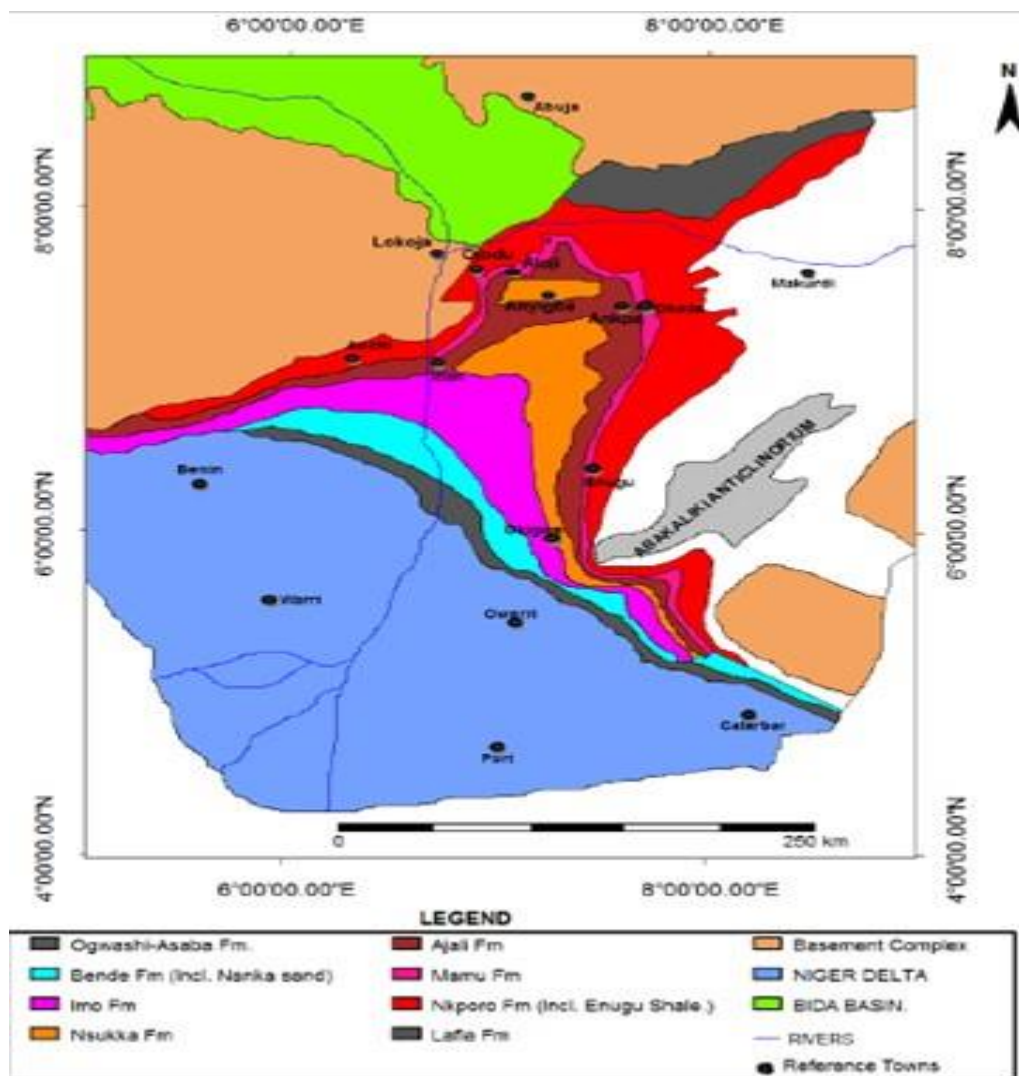 6°00'00.00"E 8°00'00.00"E
N
Abuja
8°00'00.00"N 8°00'00.00"N
Lokoja
Makurdi
Anyigba
Ankpa
ABAKALIKI ANTICLINORIUM
Benin
Enugu
6°00'00.00"N 6°00'00.00"N
Warri
Owerri
Calarbar
Port
0 250 km
4°00'00.00"N 4°00'00.00"N
6°00'00.00"E 8°00'00.00"E
LEGEND
Ogwashi-Asaba Fm. Ajali Fm Basement Complex
Bende Fm (Incl. Nanka sand) Mamu Fm NIGER DELTA
Imo Fm Nkporo Fm (Incl. Enugu Shale.) BIDA BASIN.
Nsukka Fm Lafia Fm RIVERS
Reference Towns